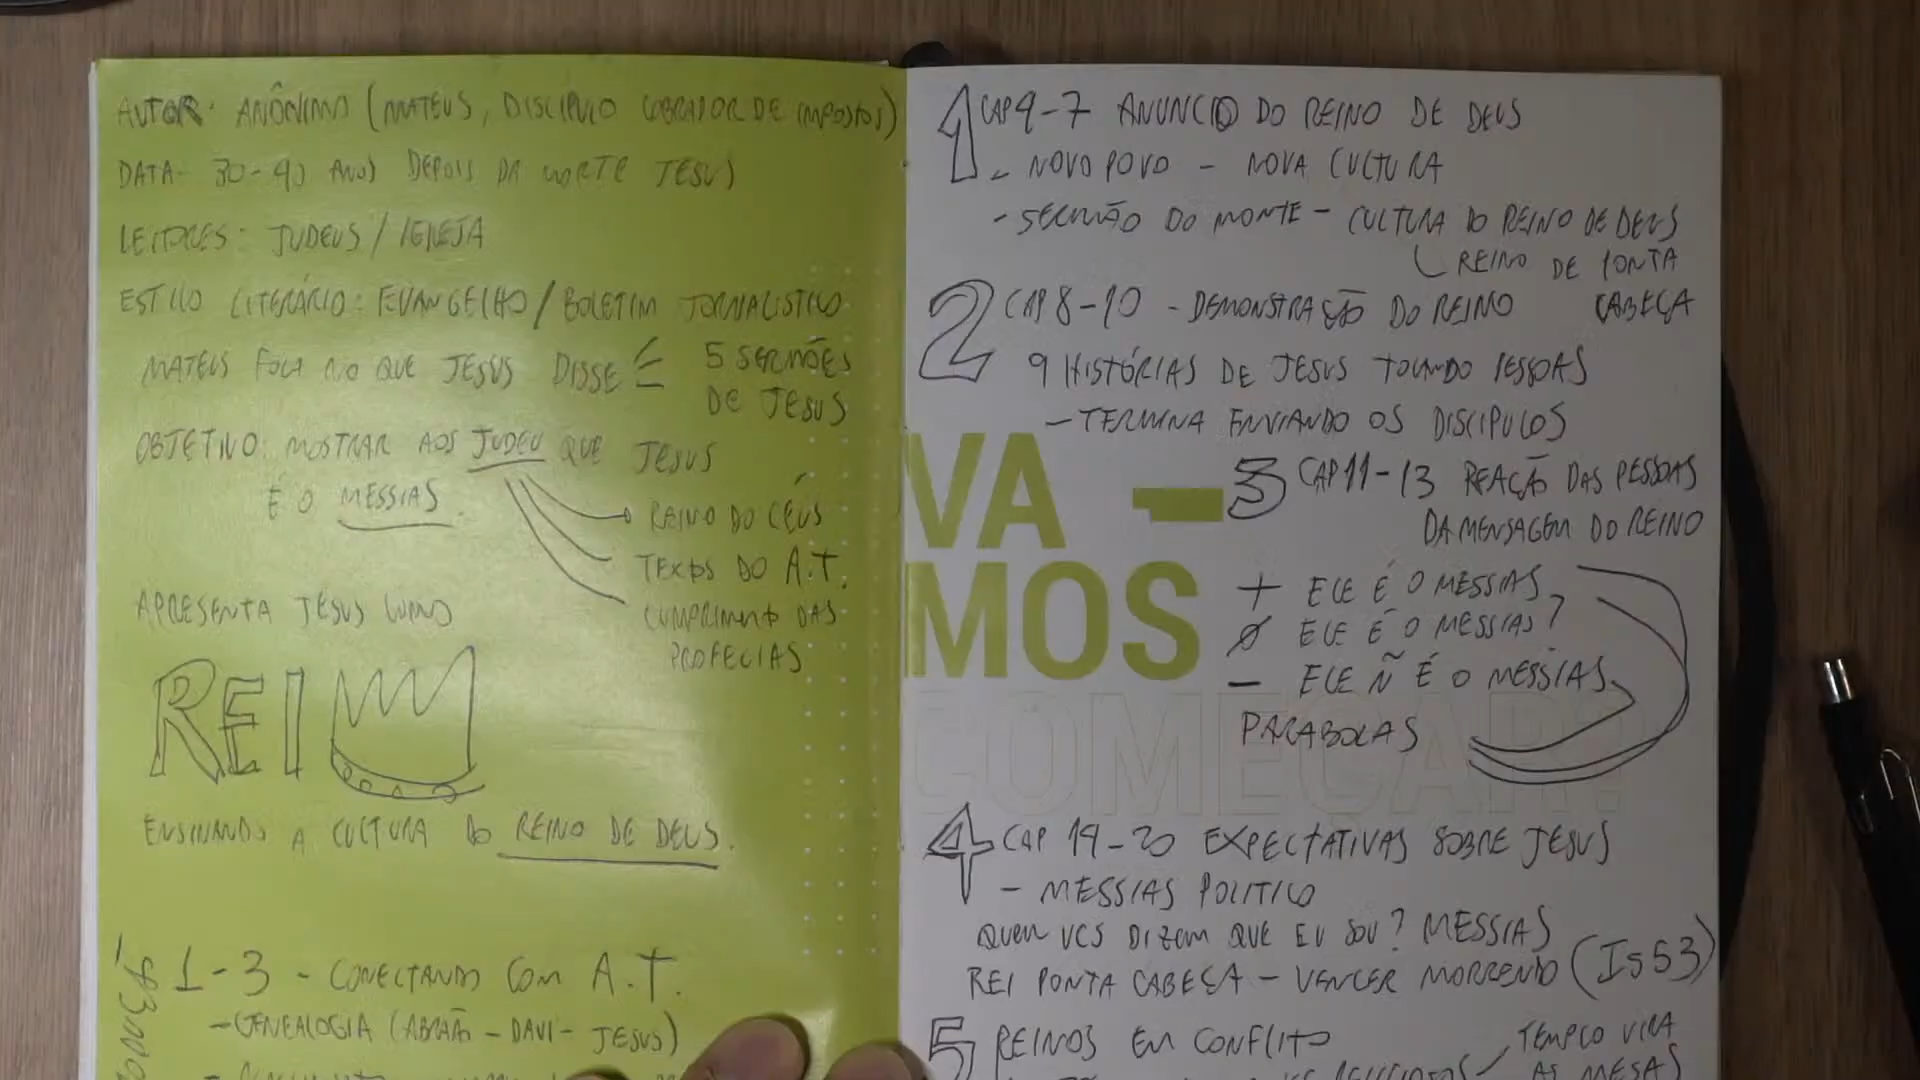 AUTOR: ANÔNIMO (MATEUS, DISCIPULO COBRADOR DE IMPOSTOS)
DATA- 30-40 ANOS DEPOIS DA MORTE JESUS
LEITORES: JUDEUS / IGREJA
ESTILO LITERÁRIO: EVANGELHO / BOLETIM JORNALISTICO
MATEUS FOCA NO QUE JESUS DISSE
5 SERMÕES
DE JESUS
OBJETIVO: MOSTRAR AOS JUDEU QUE JESUS
É O MESSIAS.
REINO DO CÉUS
TEXTOS DO A.T.
CUMPRIMENTO DAS
PROFECIAS
APRESENTA JESUS COMO
REI
ENSINANDO A CULTURA DO REINO DE DEUS.
1-3 - CONECTANDO COM A.T.
- GENEALOGIA (ABRAÃO - DAVI - JESUS)
1 CAP 4-7 ANUNCIO DO REINO DE DEUS
- NOVO POVO - NOVA CULTURA
- SERMÃO DO MONTE - CULTURA DO REINO DE DEUS
REINO DE PONTA
CABEÇA
2 CAP 8-10 - DEMONSTRAÇÃO DO REINO
9 HISTÓRIAS DE JESUS TOCANDO PESSOAS
- TERMINA ENVIANDO OS DISCIPULOS
VA-
MOS
COMEÇAR?
3 CAP 11-13 REAÇÃO DAS PESSOAS
DA MENSAGEM DO REINO
+ ELE É O MESSIAS
Ø ELE É O MESSIAS?
- ELE Ñ É O MESSIAS
PARABOLAS
4 CAP 14-20 EXPECTATIVAS SOBRE JESUS
- MESSIAS POLITICO
QUEM VCS DIZEM QUE EU SOU? MESSIAS
REI PONTA CABEÇA - VENCER MORRENDO (Is 53)
5 REINOS EM CONFLITO
TEMPLO VIRA
AS MESAS